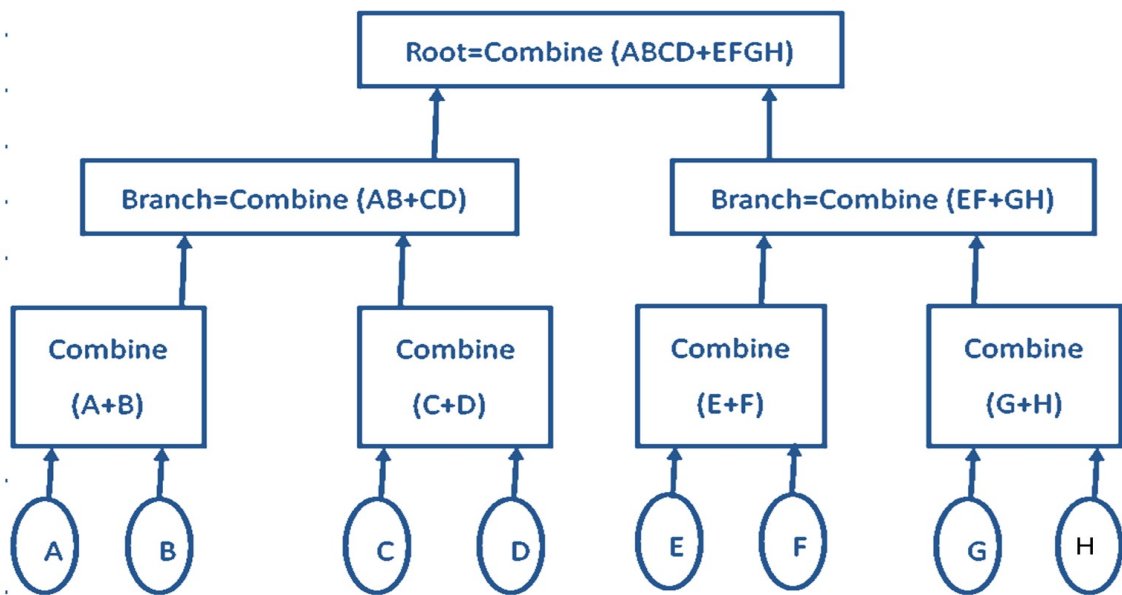 Root=Combine (ABCD+EFGH)
Branch=Combine (AB+CD)
Branch=Combine (EF+GH)
Combine
(A+B)
Combine
(C+D)
Combine
(E+F)
Combine
(G+H)
A
B
C
D
E
F
G
H